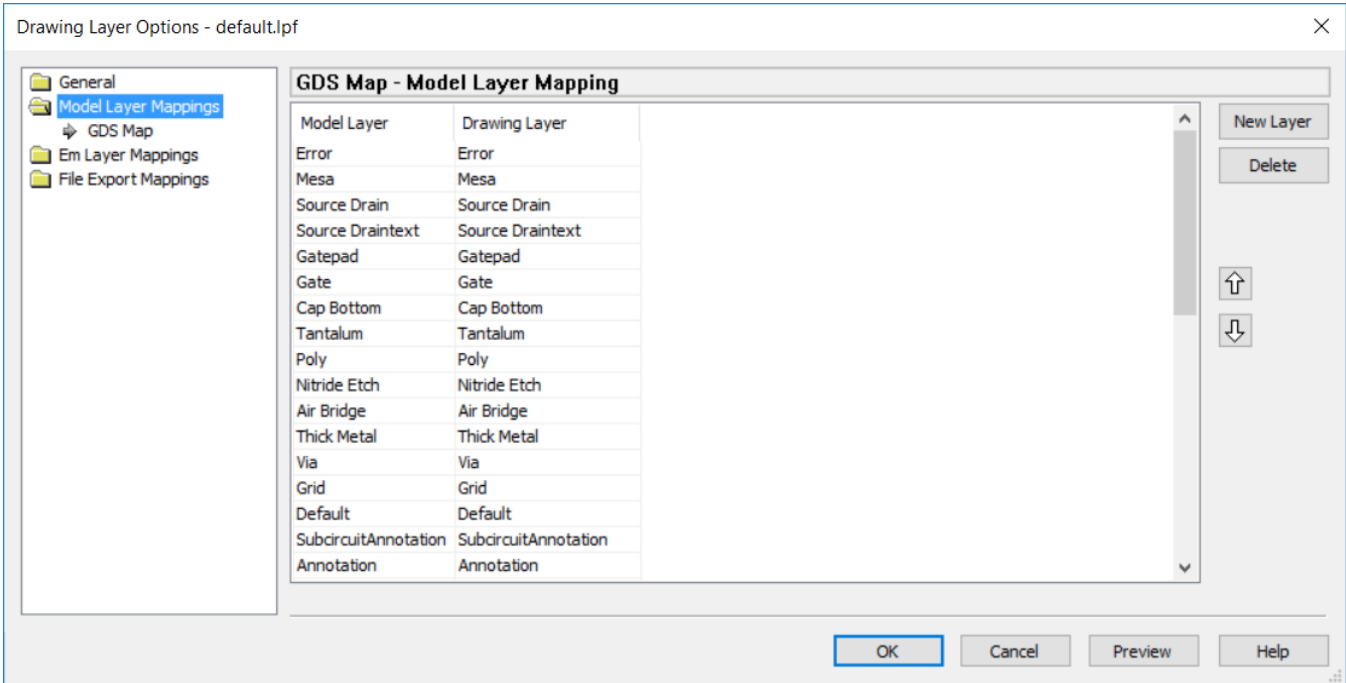 Drawing Layer Options - default.lpf
General
Model Layer Mappings
GDS Map
Em Layer Mappings
File Export Mappings
GDS Map - Model Layer Mapping
Model Layer Drawing Layer
Error Error
Mesa Mesa
Source Drain Source Drain
Source Draintext Source Draintext
Gatepad Gatepad
Gate Gate
Cap Bottom Cap Bottom
Tantalum Tantalum
Poly Poly
Nitride Etch Nitride Etch
Air Bridge Air Bridge
Thick Metal Thick Metal
Via Via
Grid Grid
Default Default
SubcircuitAnnotation SubcircuitAnnotation
Annotation Annotation
New Layer
Delete
OK Cancel Preview Help